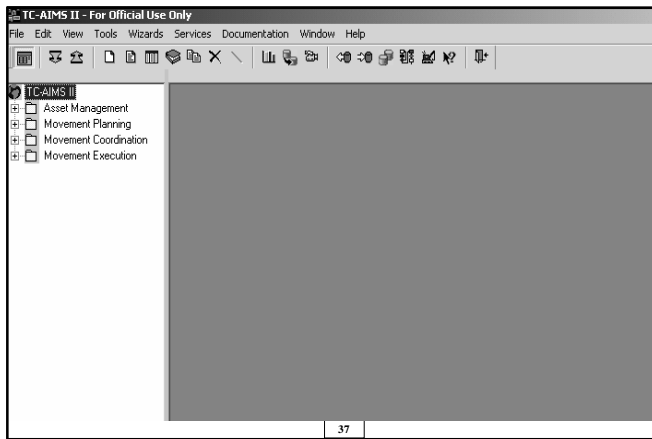 TC-AIMS II - For Official Use Only
File Edit View Tools Wizards Services Documentation Window Help
TC-AIMS II
Asset Management
Movement Planning
Movement Coordination
Movement Execution
37